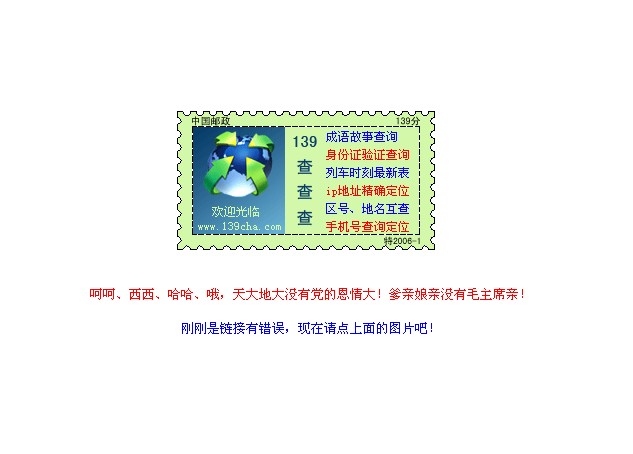 中国邮政
139分
欢迎光临
www.139cha.com
139
查
查
查
成语故事查询
身份证验证查询
列车时刻最新表
ip地址精确定位
区号、地名互查
手机号查询定位
特2006-1
呵呵、西西、哈哈、哦，天大地大没有党的恩情大！爹亲娘亲没有毛主席亲！
刚刚是链接有错误，现在请点上面的图片吧！